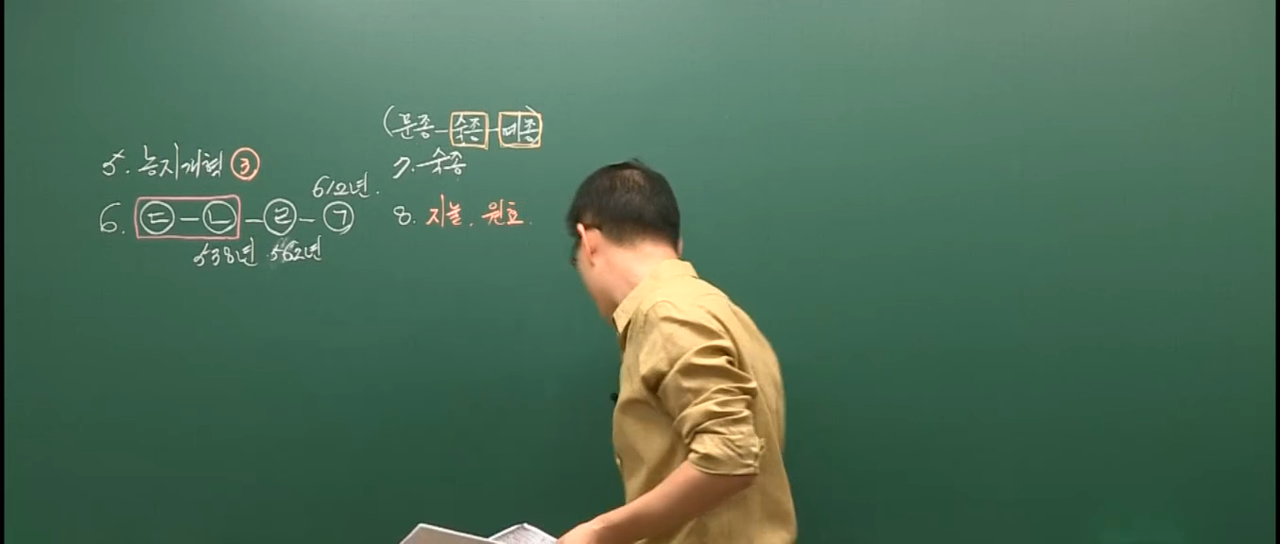 5. 농지개혁 ③
612년.
6. ㄷ - ㄴ - ㄹ - ㄱ
538년 562년
(문종 - 숙종 - 예종)
7. 숙종
8. 지눌, 원효.